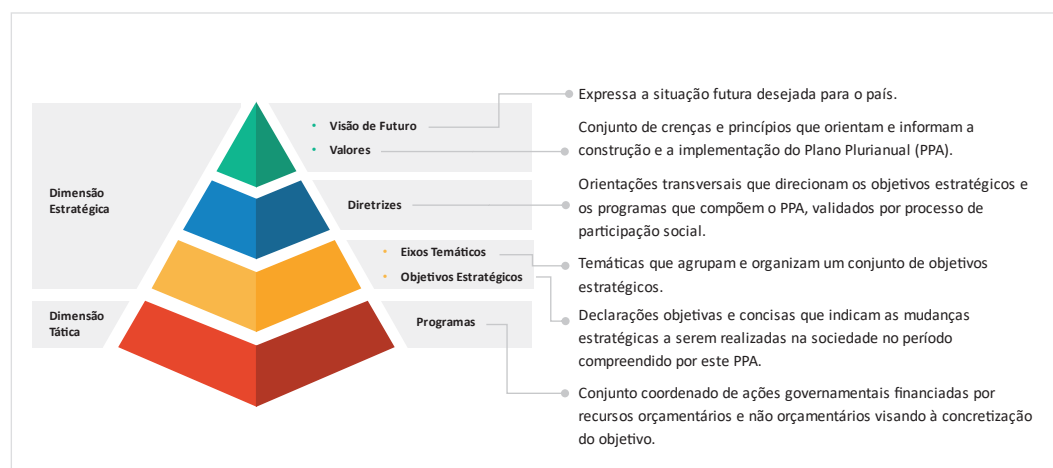 Dimensão
Estratégica
• Visão de Futuro
• Valores
Diretrizes
• Eixos Temáticos
• Objetivos Estratégicos
Dimensão
Tática
Programas
Expressa a situação futura desejada para o país.
Conjunto de crenças e princípios que orientam e informam a
construção e a implementação do Plano Plurianual (PPA).
Orientações transversais que direcionam os objetivos estratégicos e
os programas que compõem o PPA, validados por processo de
participação social.
Temáticas que agrupam e organizam um conjunto de objetivos
estratégicos.
Declarações objetivas e concisas que indicam as mudanças
estratégicas a serem realizadas na sociedade no período
compreendido por este PPA.
Conjunto coordenado de ações governamentais financiadas por
recursos orçamentários e não orçamentários visando à concretização
do objetivo.